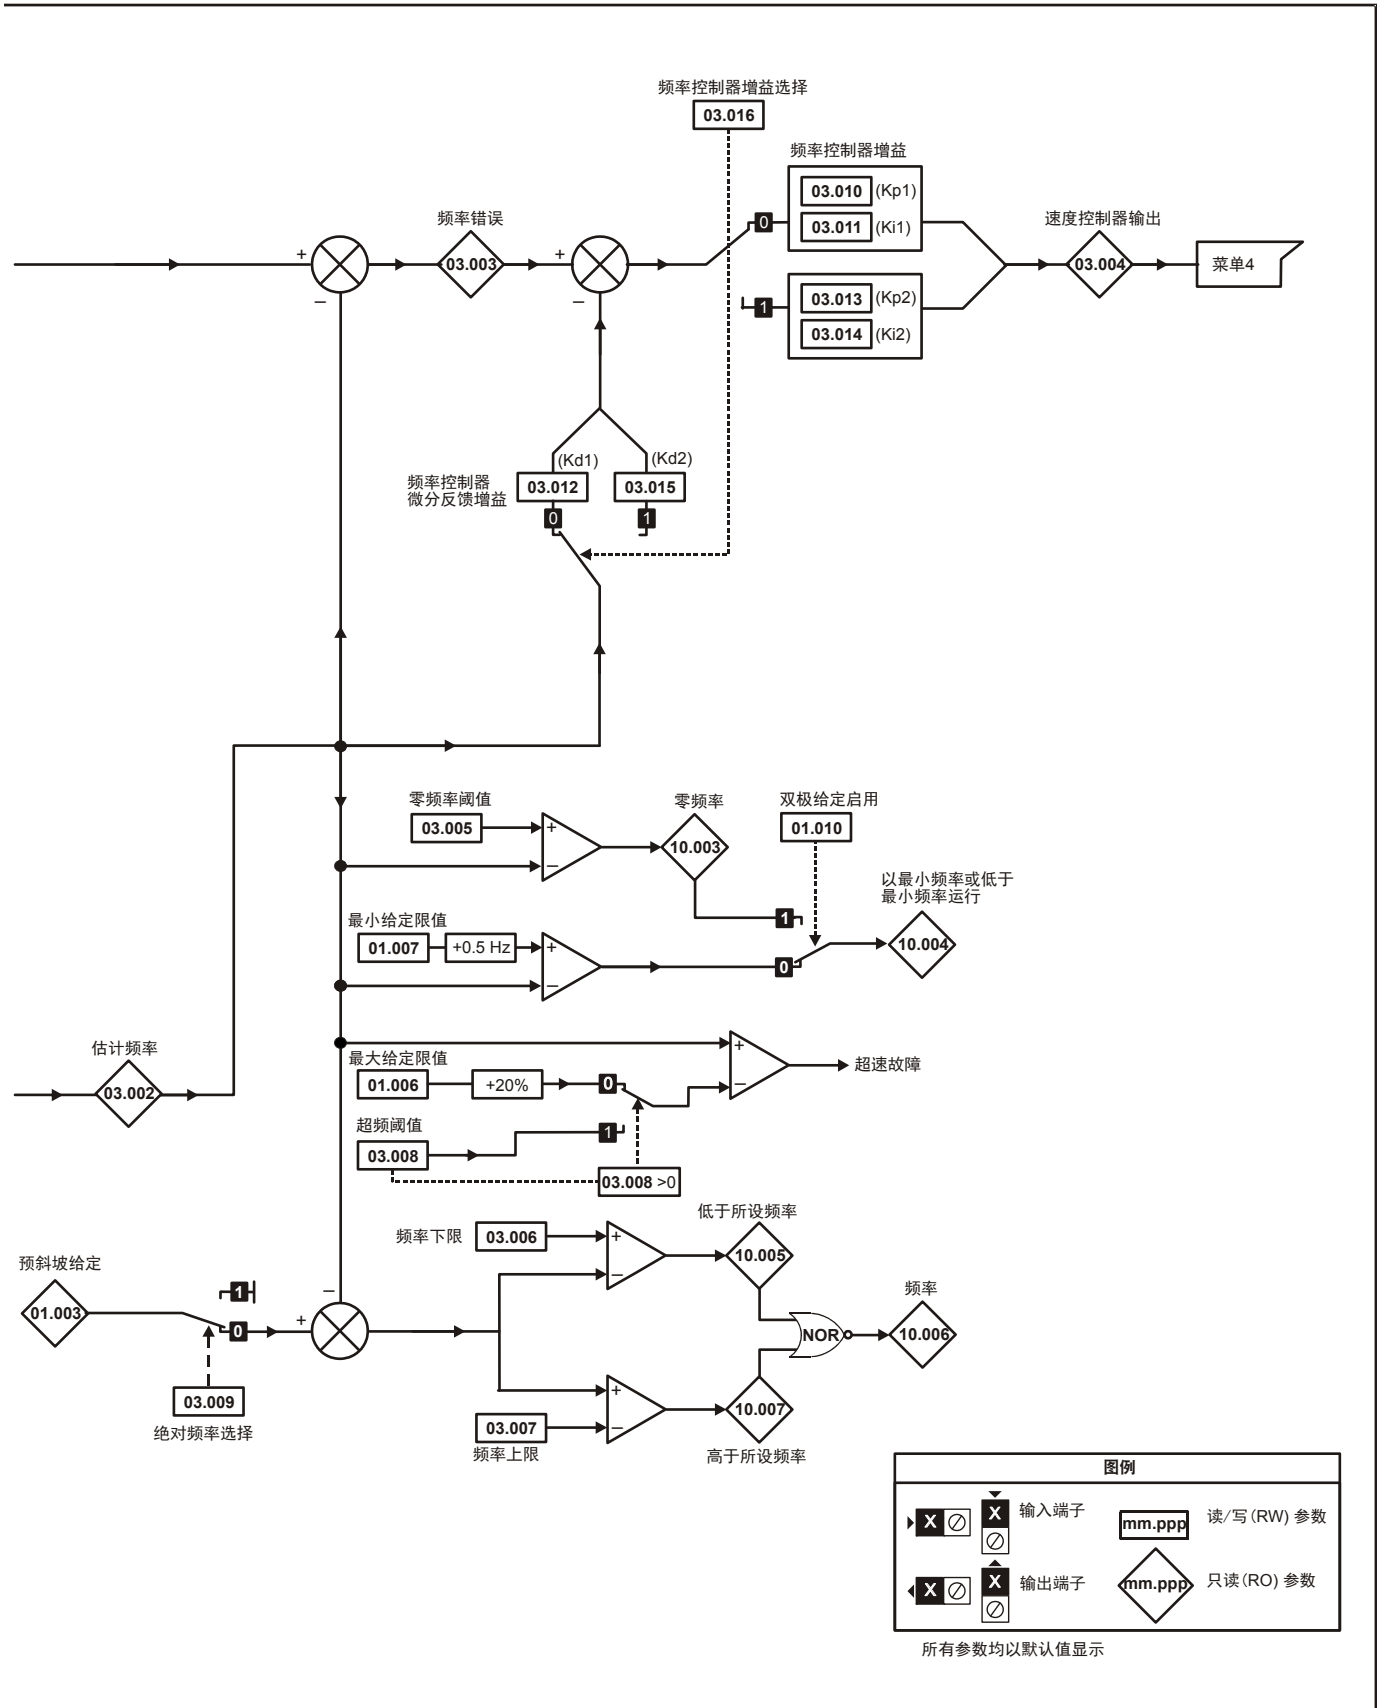 频率控制器增益选择
03.016
频率控制器增益
03.010 (Kp1)
03.011 (Ki1)
0
频率错误
03.003
+
–
+
–
速度控制器输出
03.004
菜单4
1
03.013 (Kp2)
03.014 (Ki2)
(Kd1)
(Kd2)
频率控制器
微分反馈增益
03.012
03.015
0
1
零频率阈值
03.005
+
–
零频率
10.003
双极给定启用
01.010
1
以最小频率或低于
最小频率运行
10.004
最小给定限值
01.007
+0.5 Hz
+
–
0
估计频率
03.002
最大给定限值
01.006
+20%
0
+
–
超速故障
超频阈值
03.008
1
03.008 >0
频率下限
03.006
+
–
低于所设频率
10.005
预斜坡给定
01.003
1
0
–
+
03.009
绝对频率选择
NOR
频率
10.006
+
–
03.007
频率上限
10.007
高于所设频率
图例
X
X
输入端子
mm.ppp
读/写(RW) 参数
X
X
输出端子
mm.ppp
只读(RO) 参数
所有参数均以默认值显示